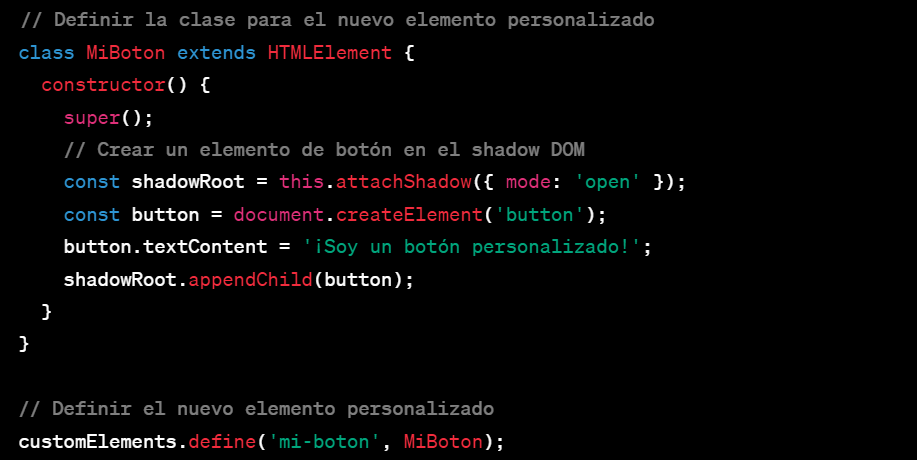 // Definir la clase para el nuevo elemento personalizado
class MiBoton extends HTMLElement {
  constructor() {
    super();
    // Crear un elemento de botón en el shadow DOM
    const shadowRoot = this.attachShadow({ mode: 'open' });
    const button = document.createElement('button');
    button.textContent = '¡Soy un botón personalizado!';
    shadowRoot.appendChild(button);
  }
}

// Definir el nuevo elemento personalizado
customElements.define('mi-boton', MiBoton);